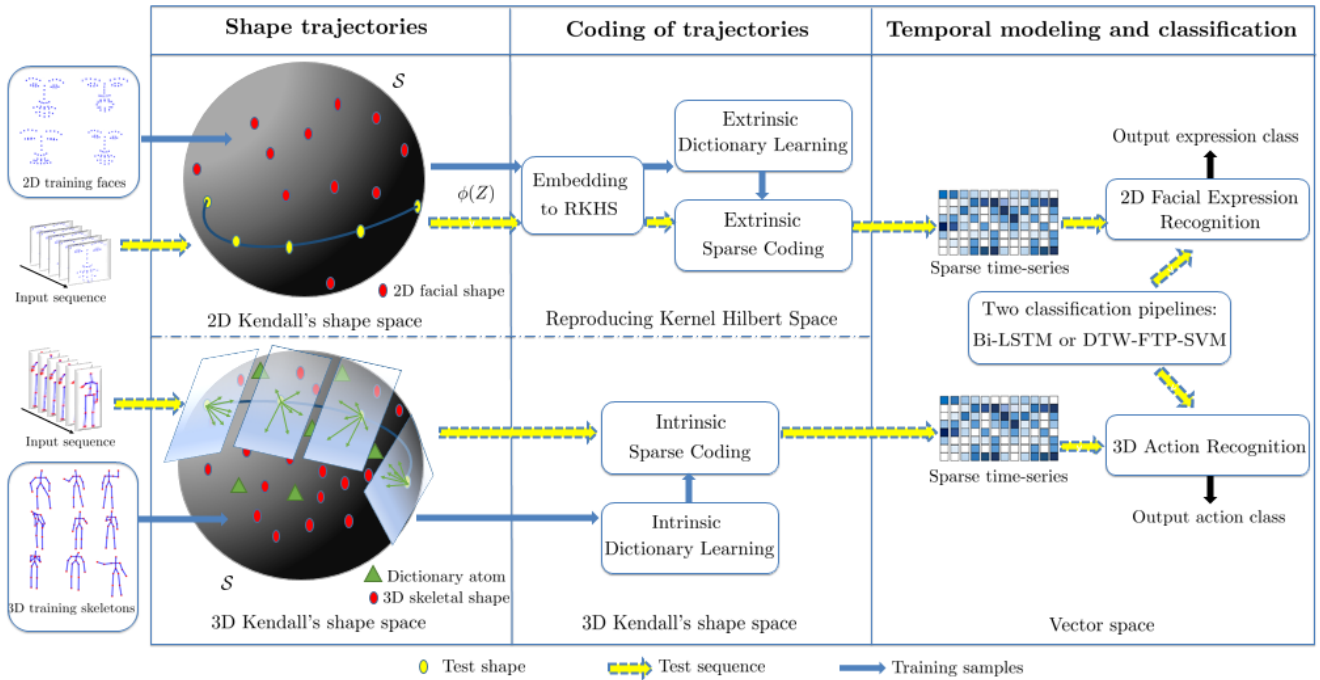 Shape trajectories
Coding of trajectories
Temporal modeling and classification
2D training faces
Input sequence
S
2D facial shape
2D Kendall's shape space
ϕ(Z)
Embedding
to RKHS
Extrinsic
Dictionary Learning
Extrinsic
Sparse Coding
Reproducing Kernel Hilbert Space
Sparse time-series
Output expression class
2D Facial Expression
Recognition
Two classification pipelines:
Bi-LSTM or DTW-FTP-SVM
Input sequence
3D training skeletons
S
Dictionary atom
3D skeletal shape
3D Kendall's shape space
Intrinsic
Sparse Coding
Intrinsic
Dictionary Learning
3D Kendall's shape space
Sparse time-series
3D Action Recognition
Output action class
Vector space
Test shape
Test sequence
Training samples